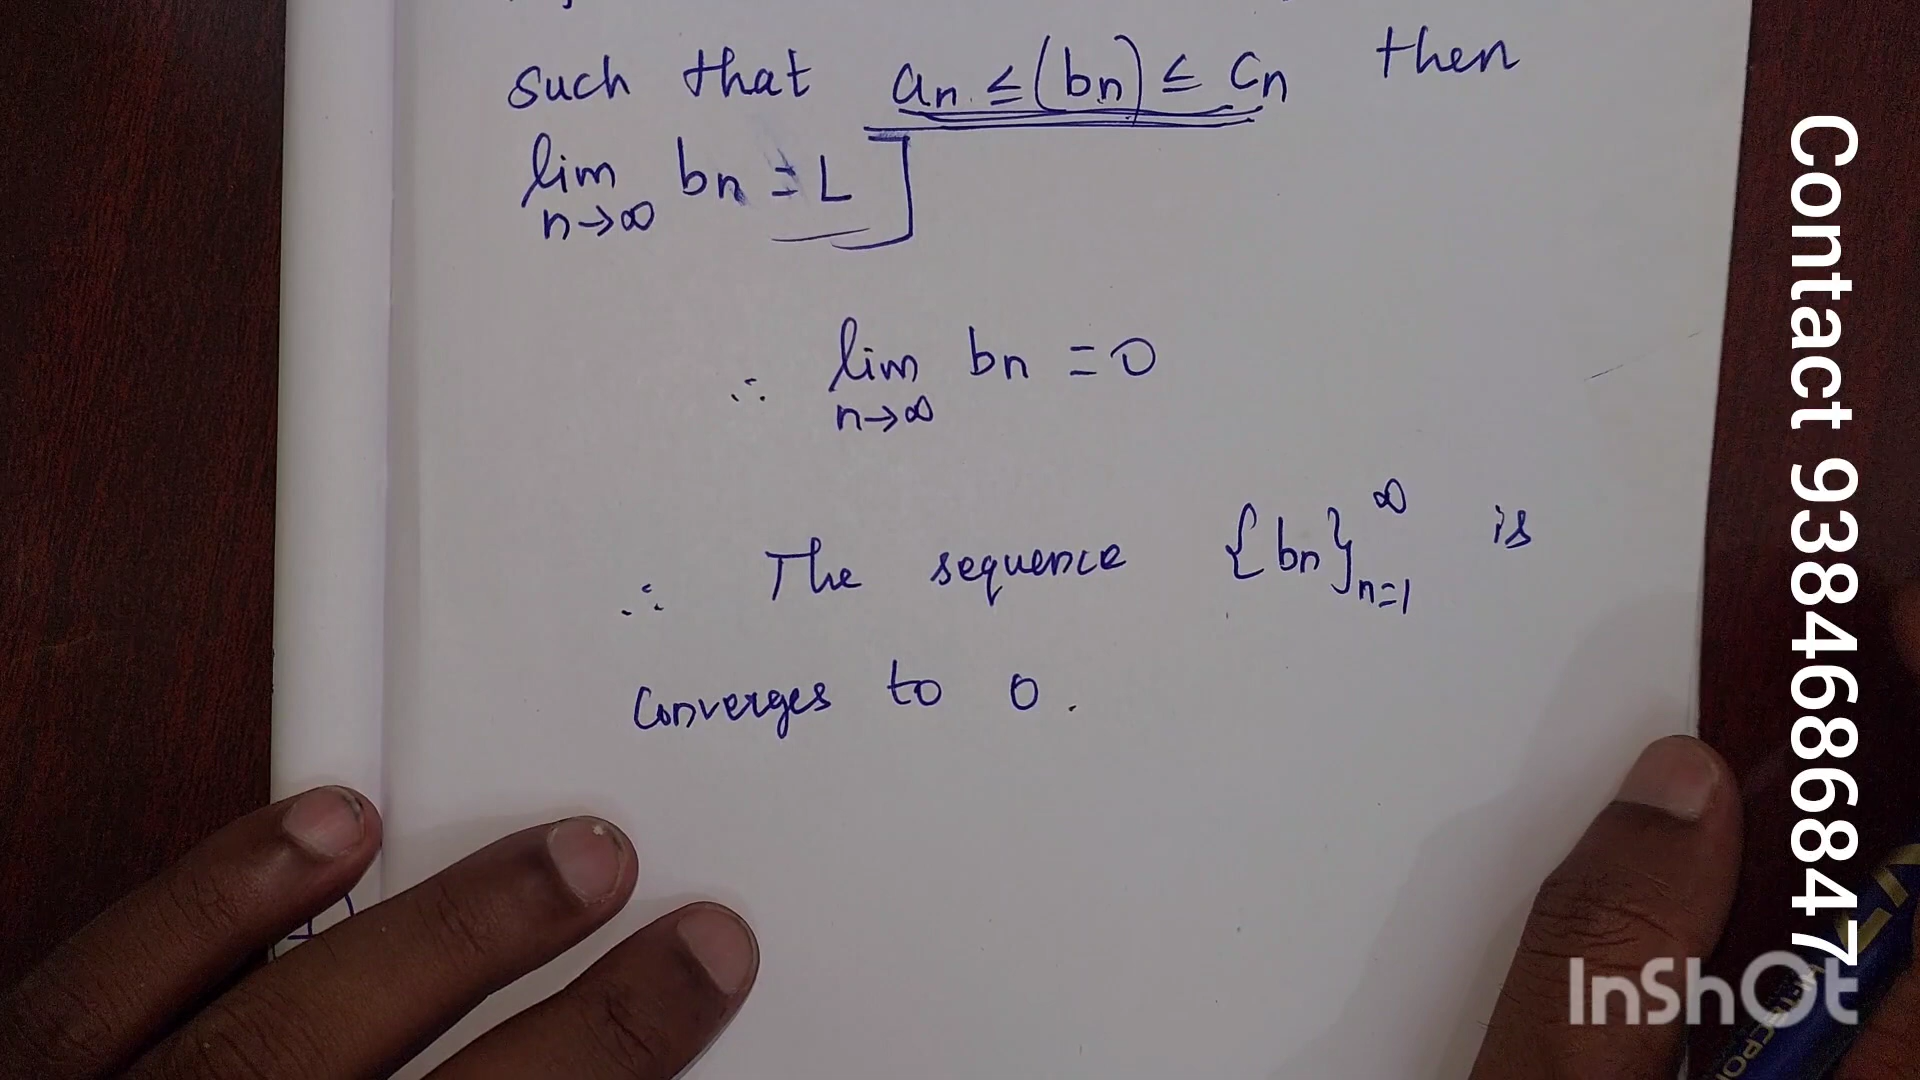 such that an ≤ (bn) ≤ cn then
lim bn = L ]
n→∞
∴ lim bn = 0
n→∞
∴ The sequence {bn}∞n=1 is
Converges to 0.
Contact 9384686847
InShOt